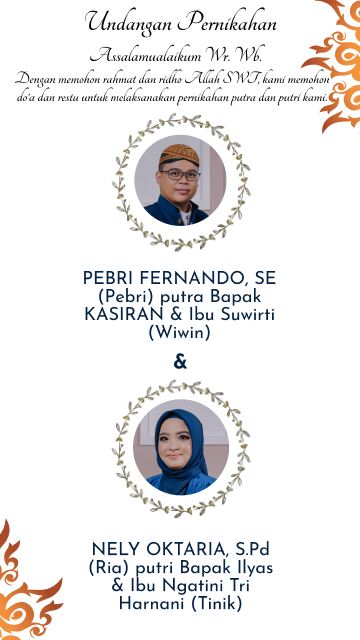 Undangan Pernikahan
Assalamualaikum Wr. Wb.
Dengan memohon rahmat dan ridho Allah SWT, kami memohon
do'a dan restu untuk melaksanakan pernikahan putra dan putri kami.
PEBRI FERNANDO, SE
(Pebri) putra Bapak
KASIRAN & Ibu Suwirti
(Wiwin)
&
NELY OKTARIA, S.Pd
(Ria) putri Bapak Ilyas
& Ibu Ngatini Tri
Harnani (Tinik)